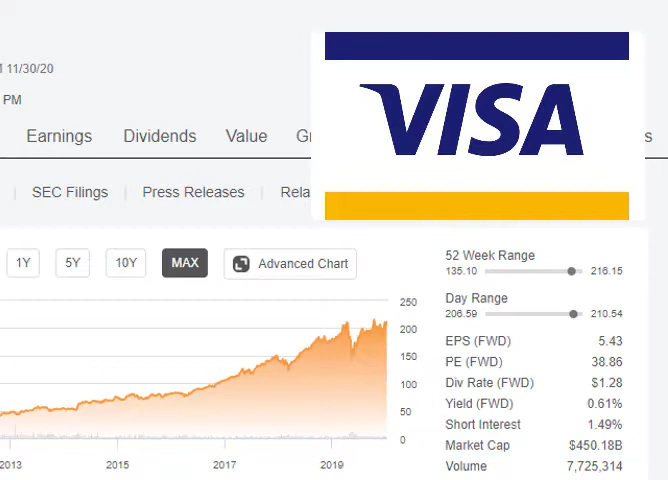 11/30/20
PM
VISA
Earnings Dividends Value
SEC Filings Press Releases
1Y 5Y 10Y MAX Advanced Chart
52 Week Range
135.10 216.15
Day Range
206.59 210.54
EPS (FWD) 5.43
PE (FWD) 38.86
Div Rate (FWD) $1.28
Yield (FWD) 0.61%
Short Interest 1.49%
Market Cap $450.18B
Volume 7,725,314
250
200
150
100
50
0
2013 2015 2017 2019